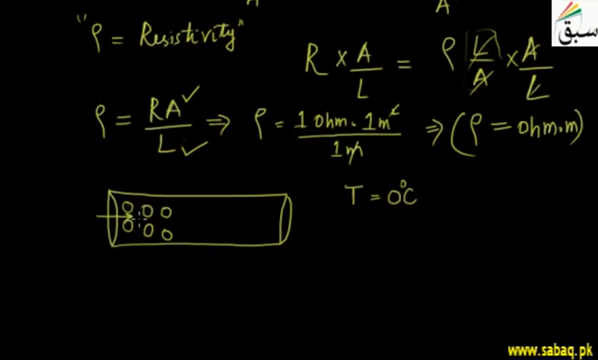 A A
"ρ = Resistivity"
R × A/L = ρ L/A × A/L
ρ = RA/L ⇒ ρ = 1 ohm · 1m²/1m ⇒ (ρ = ohm.m)
T = 0°C
سبق
www.sabaq.pk